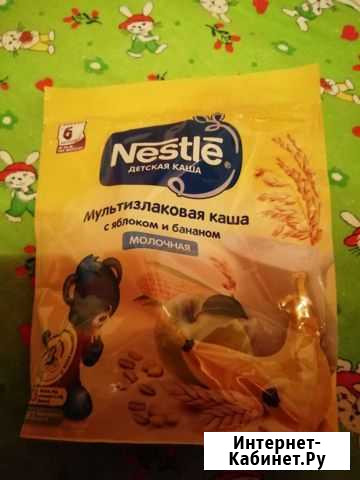 6
Nestlé®
ДЕТСКАЯ КАША
Мультизлаковая каша
с яблоком и бананом
МОЛОЧНАЯ
Интернет-
Кабинет.Ру